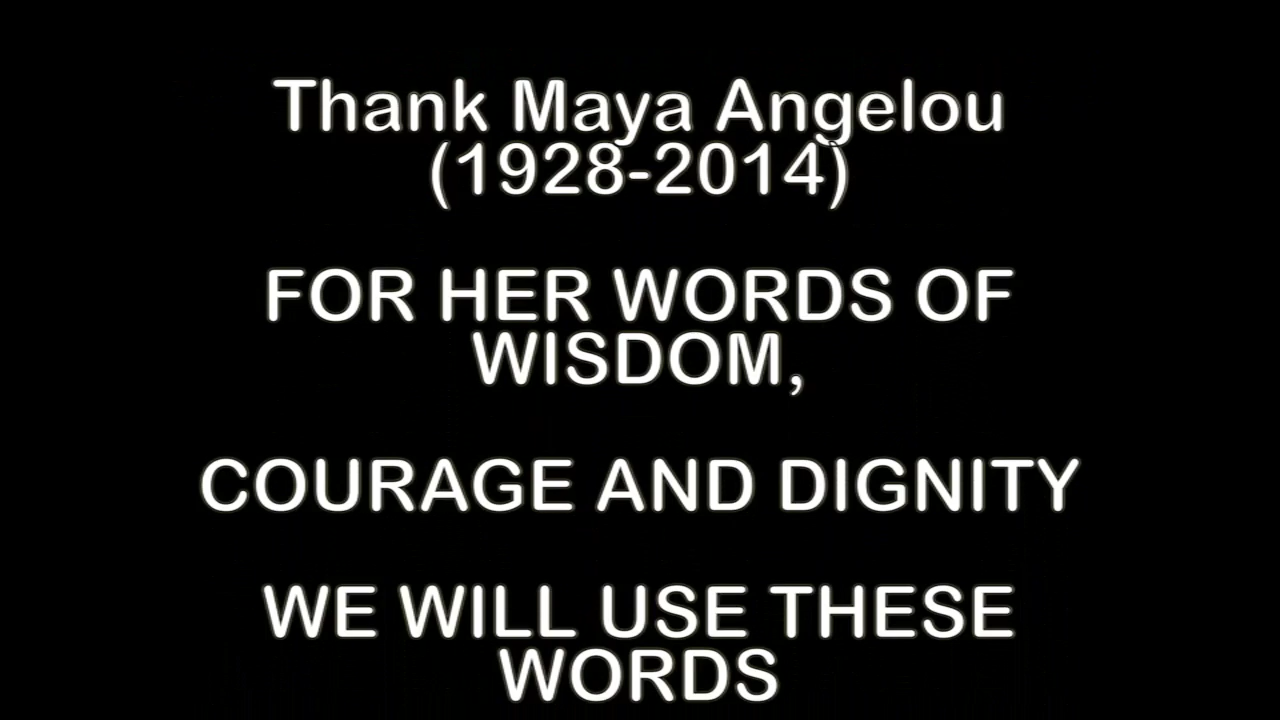 Thank Maya Angelou
(1928-2014)
FOR HER WORDS OF
WISDOM,
COURAGE AND DIGNITY
WE WILL USE THESE
WORDS